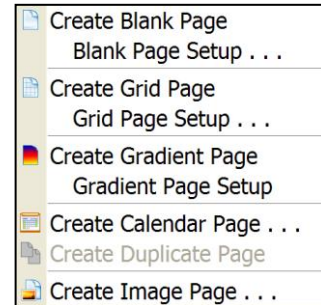 Create Blank Page
Blank Page Setup . . .
Create Grid Page
Grid Page Setup . . .
Create Gradient Page
Gradient Page Setup
Create Calendar Page . . .
Create Duplicate Page
Create Image Page . . .